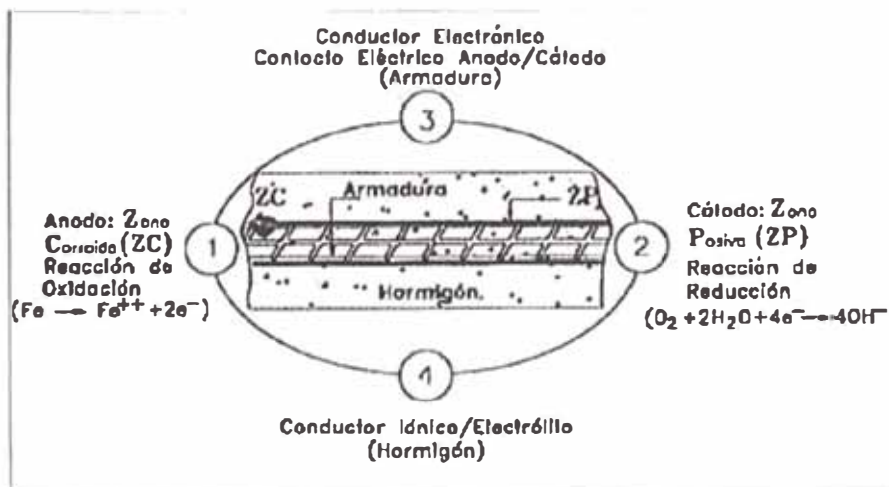 Conductor Electrónico
Contacto Eléctrico Anodo/Cátodo
(Armadura)
3
ZC Armadura ZP
Anodo: Zona
Corroida (ZC)
Reacción de
Oxidación
(Fe → Fe++ +2e-)
1
2
Cátodo: Zona
Pasiva (ZP)
Reacción de
Reducción
(O2 +2H2O+4e-→4OH-
Hormigón.
4
Conductor Iónico/Electrólito
(Hormigón)